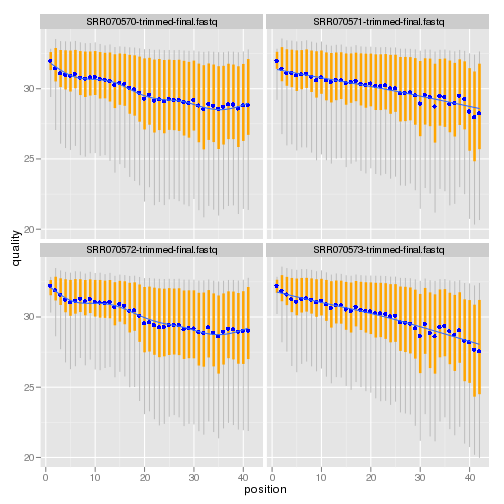 SRR070570-trimmed-final.fastq
SRR070571-trimmed-final.fastq
30
25
20
quality
SRR070572-trimmed-final.fastq
SRR070573-trimmed-final.fastq
30
25
20
0 10 20 30 40
0 10 20 30 40
position